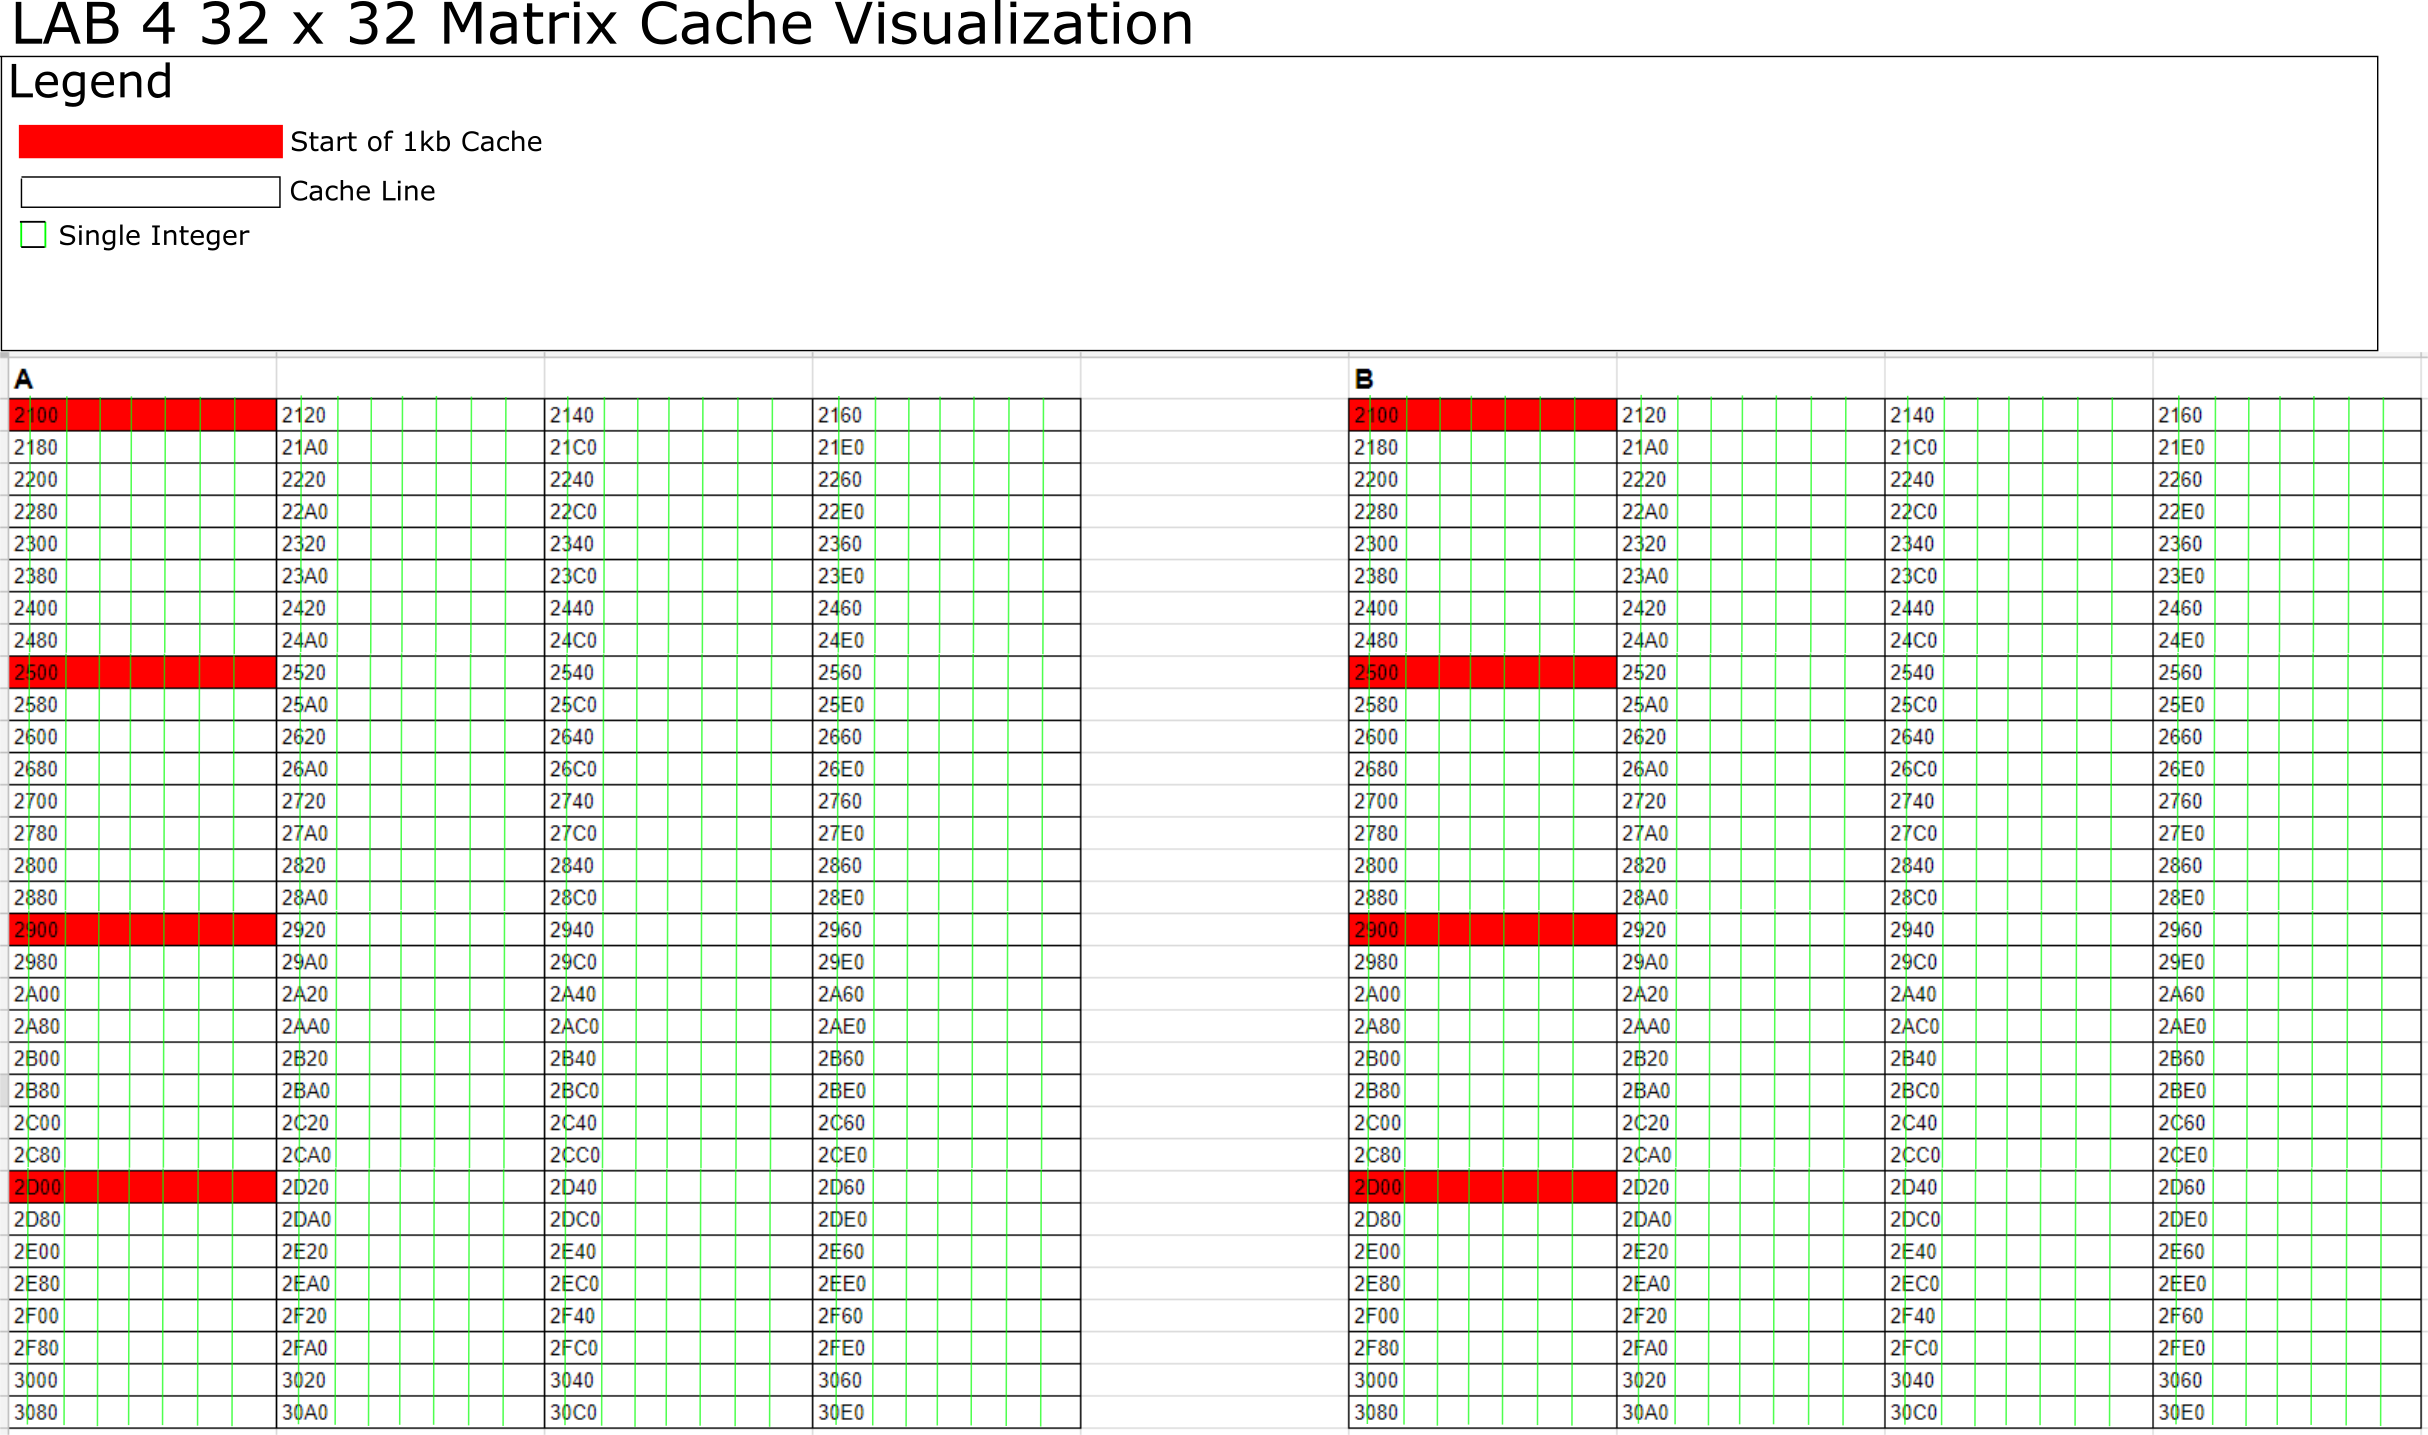 LAB 4 32 x 32 Matrix Cache Visualization
Legend
Start of 1kb Cache
Cache Line
Single Integer
A B
2100 2120 2140 2160 2100 2120 2140 2160
2180 21A0 21C0 21E0 2180 21A0 21C0 21E0
2200 2220 2240 2260 2200 2220 2240 2260
2280 22A0 22C0 22E0 2280 22A0 22C0 22E0
2300 2320 2340 2360 2300 2320 2340 2360
2380 23A0 23C0 23E0 2380 23A0 23C0 23E0
2400 2420 2440 2460 2400 2420 2440 2460
2480 24A0 24C0 24E0 2480 24A0 24C0 24E0
2500 2520 2540 2560 2500 2520 2540 2560
2580 25A0 25C0 25E0 2580 25A0 25C0 25E0
2600 2620 2640 2660 2600 2620 2640 2660
2680 26A0 26C0 26E0 2680 26A0 26C0 26E0
2700 2720 2740 2760 2700 2720 2740 2760
2780 27A0 27C0 27E0 2780 27A0 27C0 27E0
2800 2820 2840 2860 2800 2820 2840 2860
2880 28A0 28C0 28E0 2880 28A0 28C0 28E0
2900 2920 2940 2960 2900 2920 2940 2960
2980 29A0 29C0 29E0 2980 29A0 29C0 29E0
2A00 2A20 2A40 2A60 2A00 2A20 2A40 2A60
2A80 2AA0 2AC0 2AE0 2A80 2AA0 2AC0 2AE0
2B00 2B20 2B40 2B60 2B00 2B20 2B40 2B60
2B80 2BA0 2BC0 2BE0 2B80 2BA0 2BC0 2BE0
2C00 2C20 2C40 2C60 2C00 2C20 2C40 2C60
2C80 2CA0 2CC0 2CE0 2C80 2CA0 2CC0 2CE0
2D00 2D20 2D40 2D60 2D00 2D20 2D40 2D60
2D80 2DA0 2DC0 2DE0 2D80 2DA0 2DC0 2DE0
2E00 2E20 2E40 2E60 2E00 2E20 2E40 2E60
2E80 2EA0 2EC0 2EE0 2E80 2EA0 2EC0 2EE0
2F00 2F20 2F40 2F60 2F00 2F20 2F40 2F60
2F80 2FA0 2FC0 2FE0 2F80 2FA0 2FC0 2FE0
3000 3020 3040 3060 3000 3020 3040 3060
3080 30A0 30C0 30E0 3080 30A0 30C0 30E0